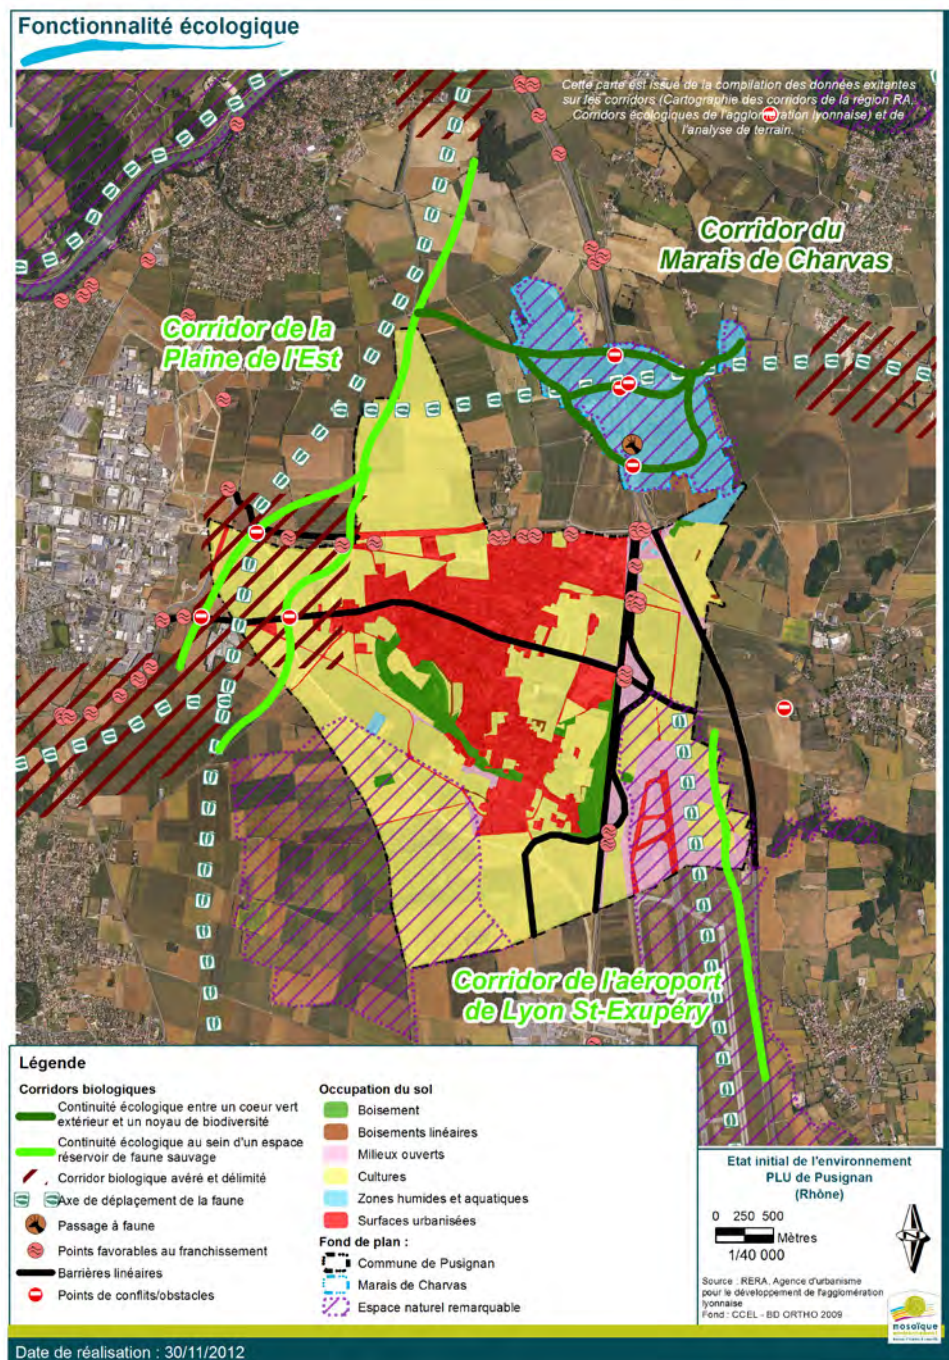 Fonctionnalité écologique
Cette carte est issue de la compilation des données exitantes
sur les corridors (Cartographie des corridors de la région RA,
Corridors écologiques de l'agglomération lyonnaise) et de
l'analyse de terrain.
Corridor du
Marais de Charvas
Corridor de la
Plaine de l'Est
Corridor de l'aéroport
de Lyon St-Exupéry
Légende
Corridors biologiques
Continuité écologique entre un coeur vert
extérieur et un noyau de biodiversité
Continuité écologique au sein d'un espace
réservoir de faune sauvage
Corridor biologique avéré et délimité
Axe de déplacement de la faune
Passage à faune
Points favorables au franchissement
Barrières linéaires
Points de conflits/obstacles
Occupation du sol
Boisement
Boisements linéaires
Milieux ouverts
Cultures
Zones humides et aquatiques
Surfaces urbanisées
Fond de plan :
Commune de Pusignan
Marais de Charvas
Espace naturel remarquable
Etat initial de l'environnement
PLU de Pusignan
(Rhône)
0 250 500
Mètres
1/40 000
Source : RERA, Agence d'urbanisme
pour le développement de l'agglomération
lyonnaise
Fond : CCEL - BD ORTHO 2009
mosaïque
environnement
Date de réalisation : 30/11/2012